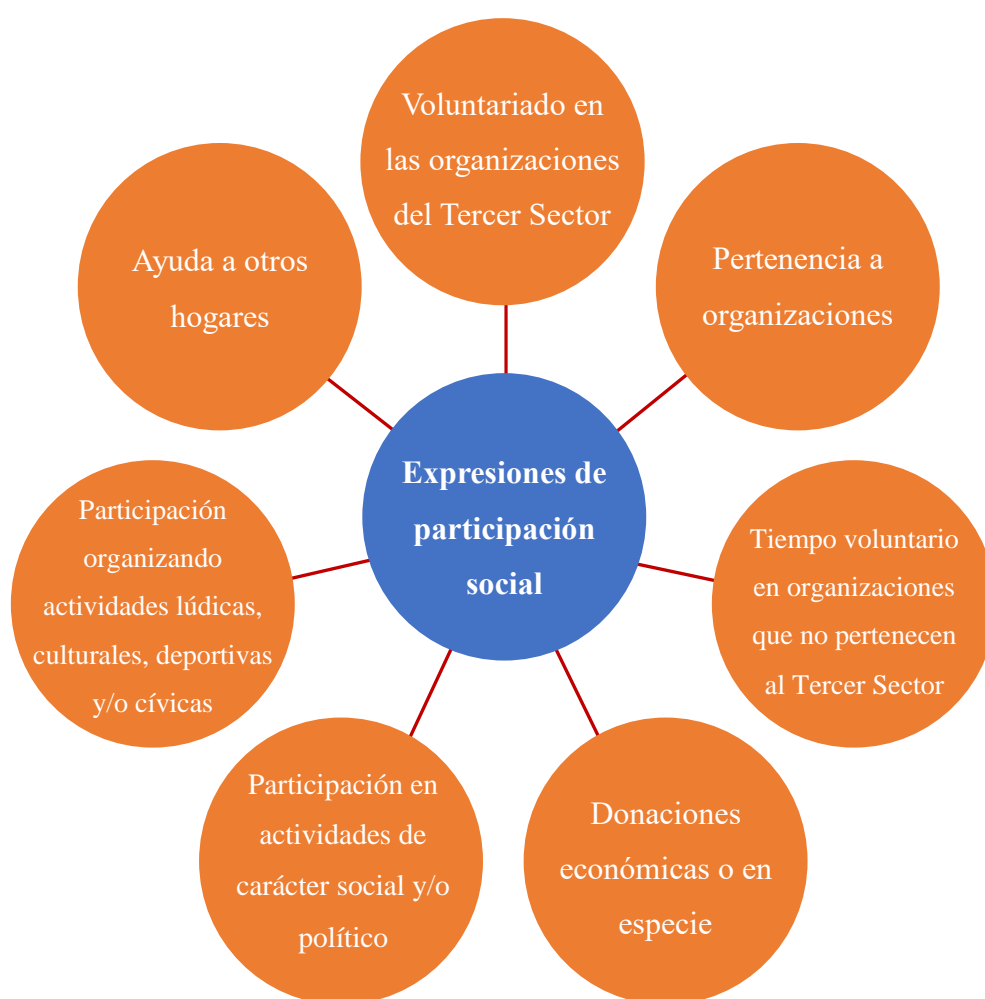 Voluntariado en
las organizaciones
del Tercer Sector
Pertenencia a
organizaciones
Tiempo voluntario
en organizaciones
que no pertenecen
al Tercer Sector
Donaciones
económicas o en
especie
Participación en
actividades de
carácter social y/o
político
Participación
organizando
actividades lúdicas,
culturales, deportivas
y/o cívicas
Ayuda a otros
hogares
Expresiones de
participación
social